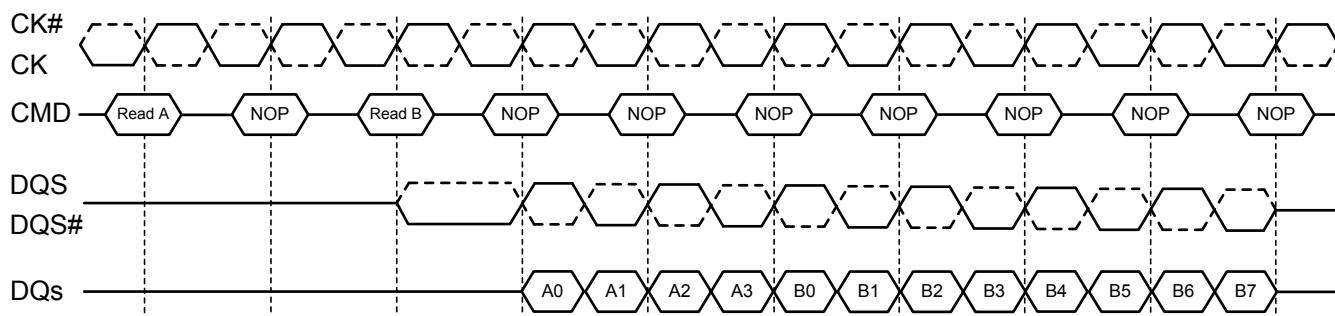 CK#
CK
CMD Read A NOP Read B NOP NOP NOP NOP NOP NOP NOP
DQS
DQS#
DQs A0 A1 A2 A3 B0 B1 B2 B3 B4 B5 B6 B7